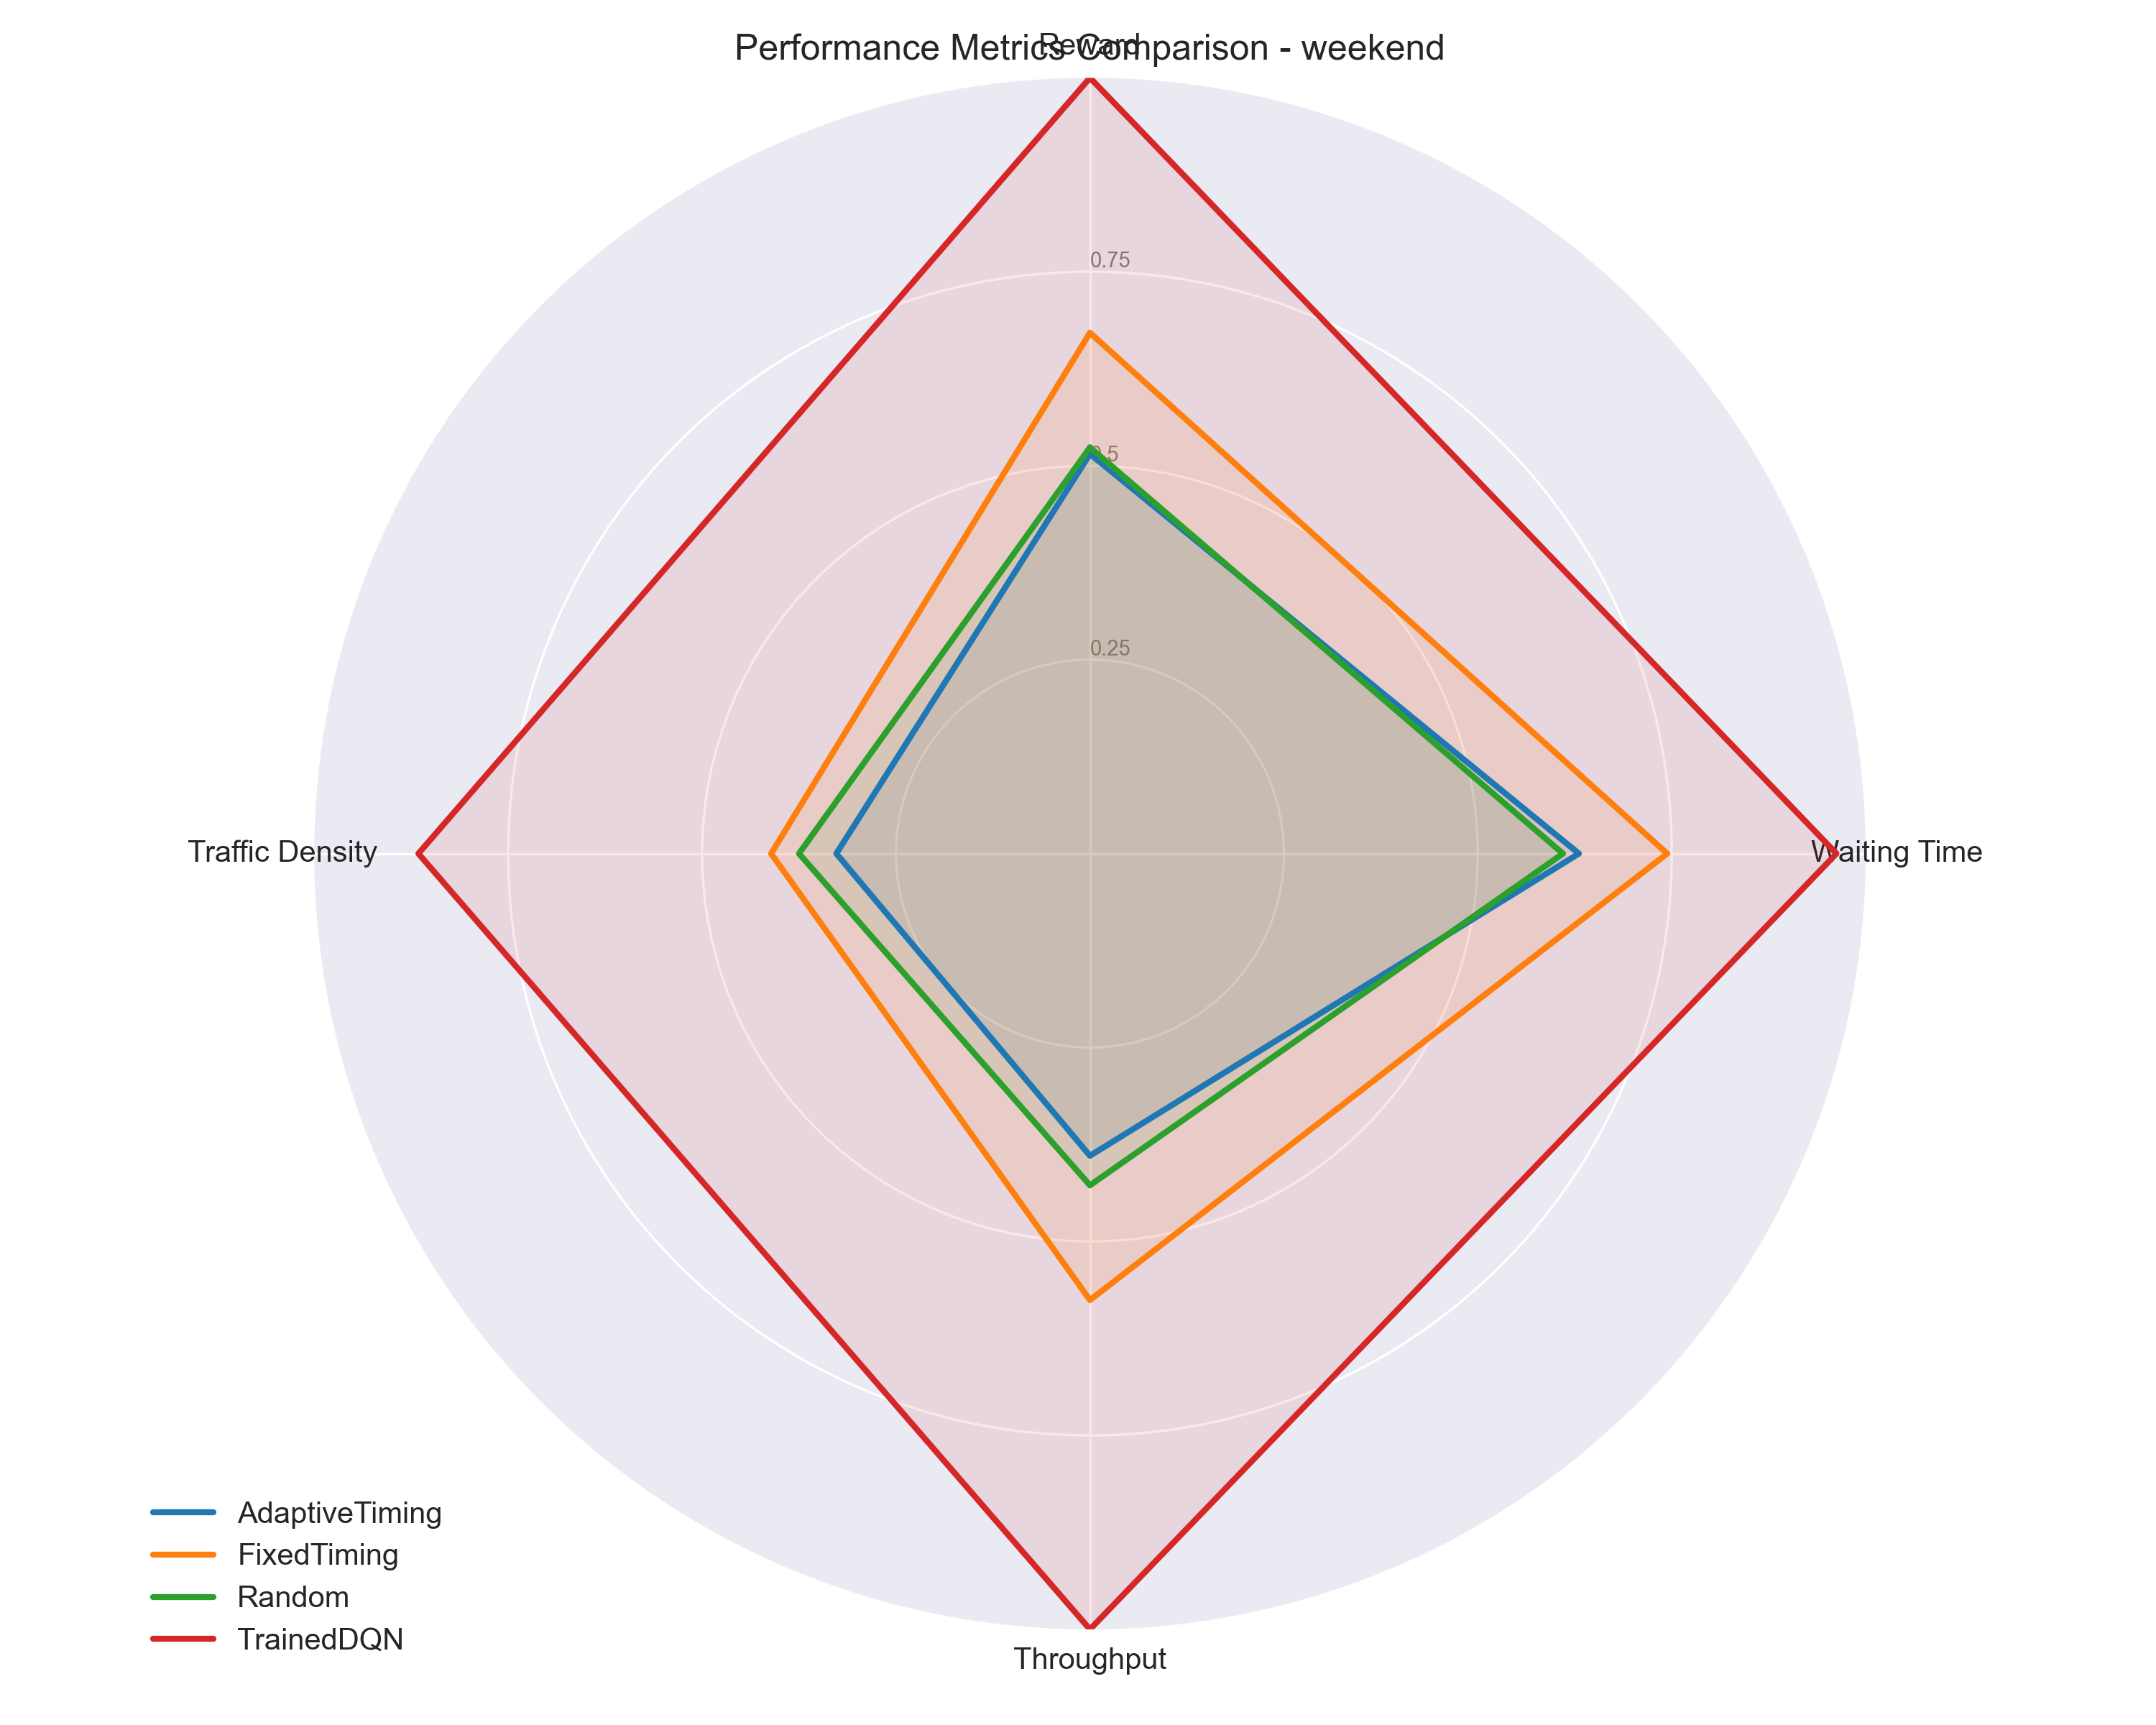 Performance Metrics Comparison - weekend
Reward
0.75
0.5
0.25
Traffic Density
Waiting Time
AdaptiveTiming
FixedTiming
Random
TrainedDQN
Throughput